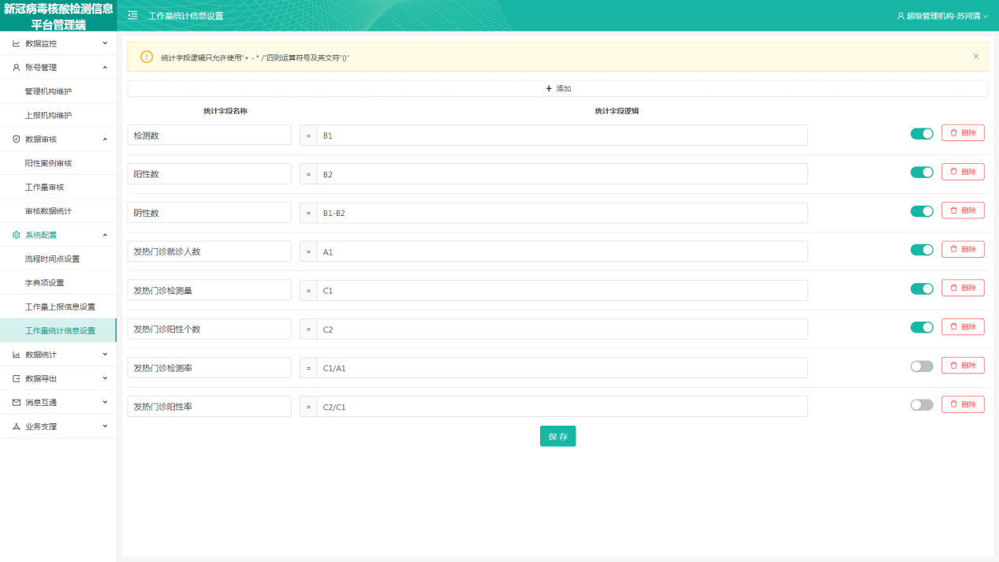 新冠病毒核酸检测信息
平台管理端
工作量统计信息设置
超级管理机构-苏河清
数据监控
账号管理
管理机构维护
上报机构维护
数据审核
阳性案例审核
工作量审核
审核数据统计
系统配置
流程时间点设置
字典项设置
工作量上报信息设置
工作量统计信息设置
数据统计
数据导出
消息互通
业务支撑
统计字段逻辑只允许使用"+ - * /"四则运算符号及英文符"()"
+ 添加
统计字段名称 统计字段逻辑
检测数 = B1 删除
阳性数 = B2 删除
阴性数 = B1-B2 删除
发热门诊就诊人数 = A1 删除
发热门诊检测量 = C1 删除
发热门诊阳性个数 = C2 删除
发热门诊检测率 = C1/A1 删除
发热门诊阳性率 = C2/C1 删除
保 存